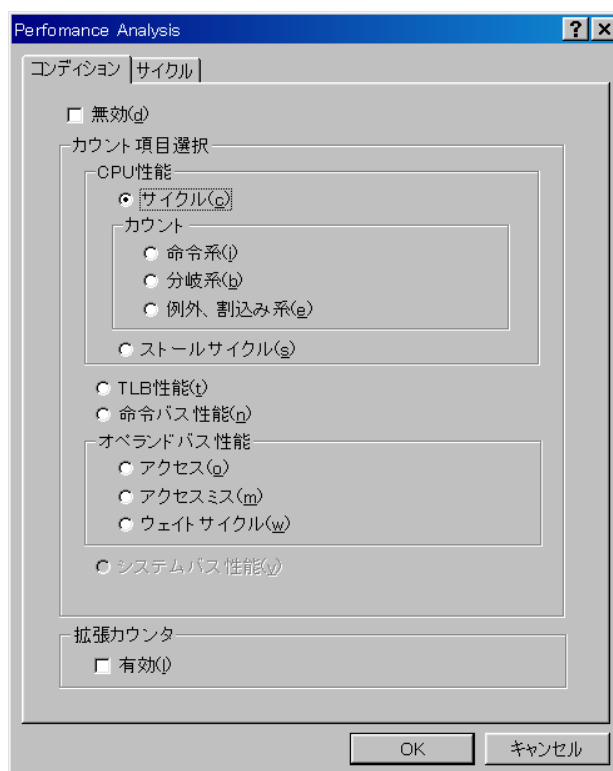 Perfomance Analysis
コンディション
サイクル
無効(d)
カウント項目選択
CPU性能
サイクル(c)
カウント
命令系(i)
分岐系(b)
例外、割込み系(e)
ストールサイクル(s)
TLB性能(t)
命令バス性能(n)
オペランドバス性能
アクセス(o)
アクセスミス(m)
ウェイトサイクル(w)
システムバス性能(y)
拡張カウンタ
有効(l)
OK
キャンセル